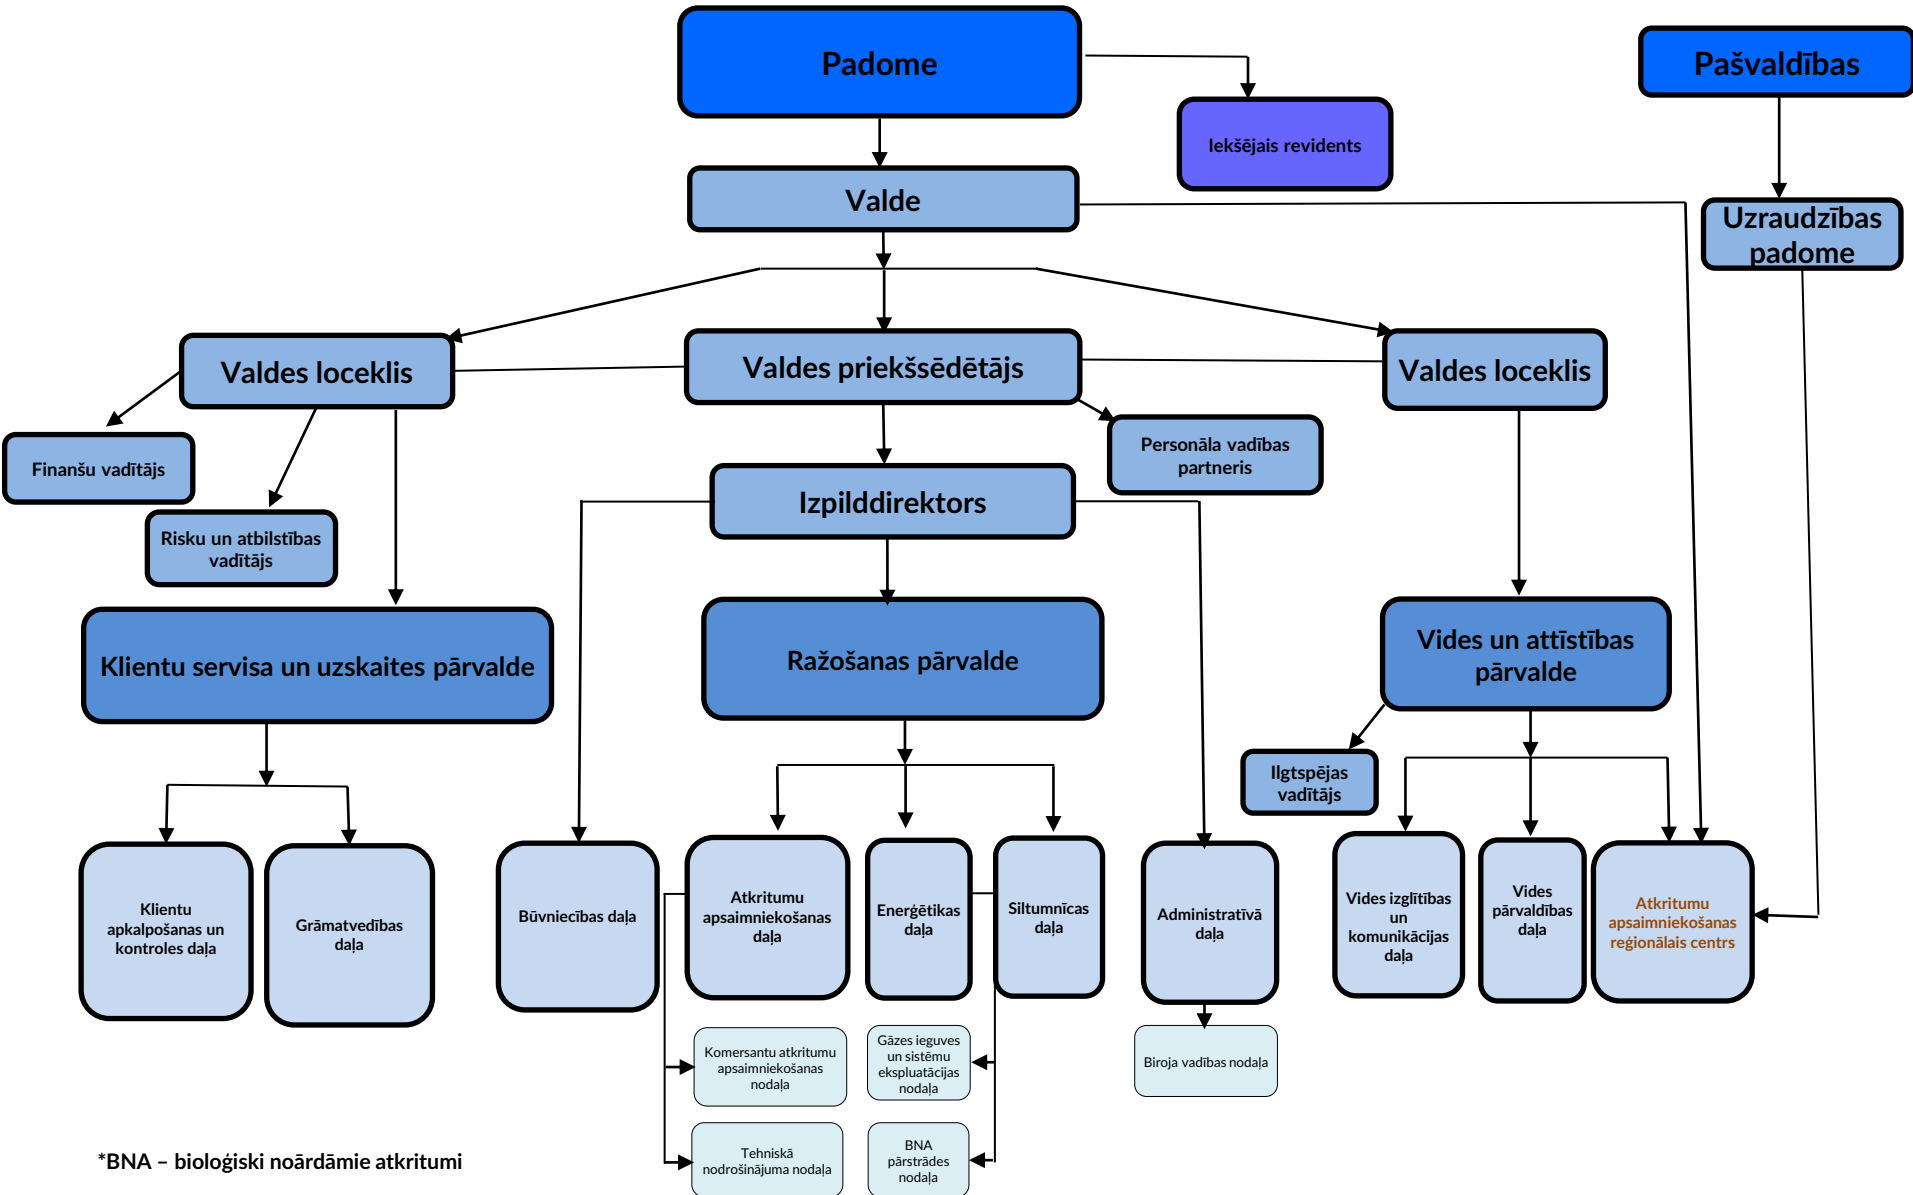 Padome
Pašvaldības
Iekšējais revidents
Valde
Uzraudzības
padome
Valdes loceklis
Valdes priekšsēdētājs
Valdes loceklis
Finanšu vadītājs
Personāla vadības
partneris
Izpilddirektors
Risku un atbilstības
vadītājs
Klientu servisa un uzskaites pārvalde
Ražošanas pārvalde
Vides un attīstības
pārvalde
Ilgtspējas
vadītājs
Klientu
apkalpošanas un
kontroles daļa
Grāmatvedības
daļa
Būvniecības daļa
Atkritumu
apsaimniekošanas
daļa
Enerģētikas
daļa
Siltumnīcas
daļa
Administratīvā
daļa
Vides izglītības
un
komunikācijas
daļa
Vides
pārvaldības
daļa
Atkritumu
apsaimniekošanas
reģionālais centrs
Komersantu atkritumu
apsaimniekošanas
nodaļa
Gāzes ieguves
un sistēmu
ekspluatācijas
nodaļa
Biroja vadības nodaļa
Tehniskā
nodrošinājuma nodaļa
BNA
pārstrādes
nodaļa
*BNA – bioloģiski noārdāmie atkritumi